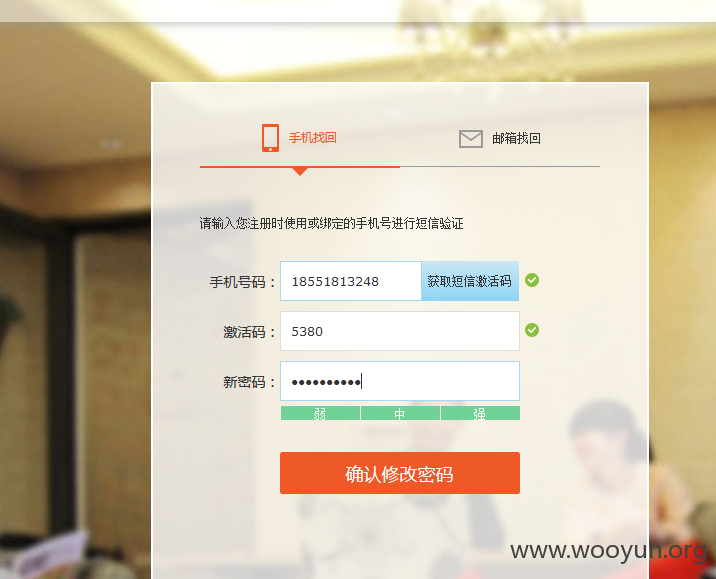 手机找回 邮箱找回
请输入您注册时使用或绑定的手机号进行短信验证
手机号码： 18551813248 获取短信激活码
激活码： 5380
新密码： ••••••••••
弱 中 强
确认修改密码
www.wooyun.org